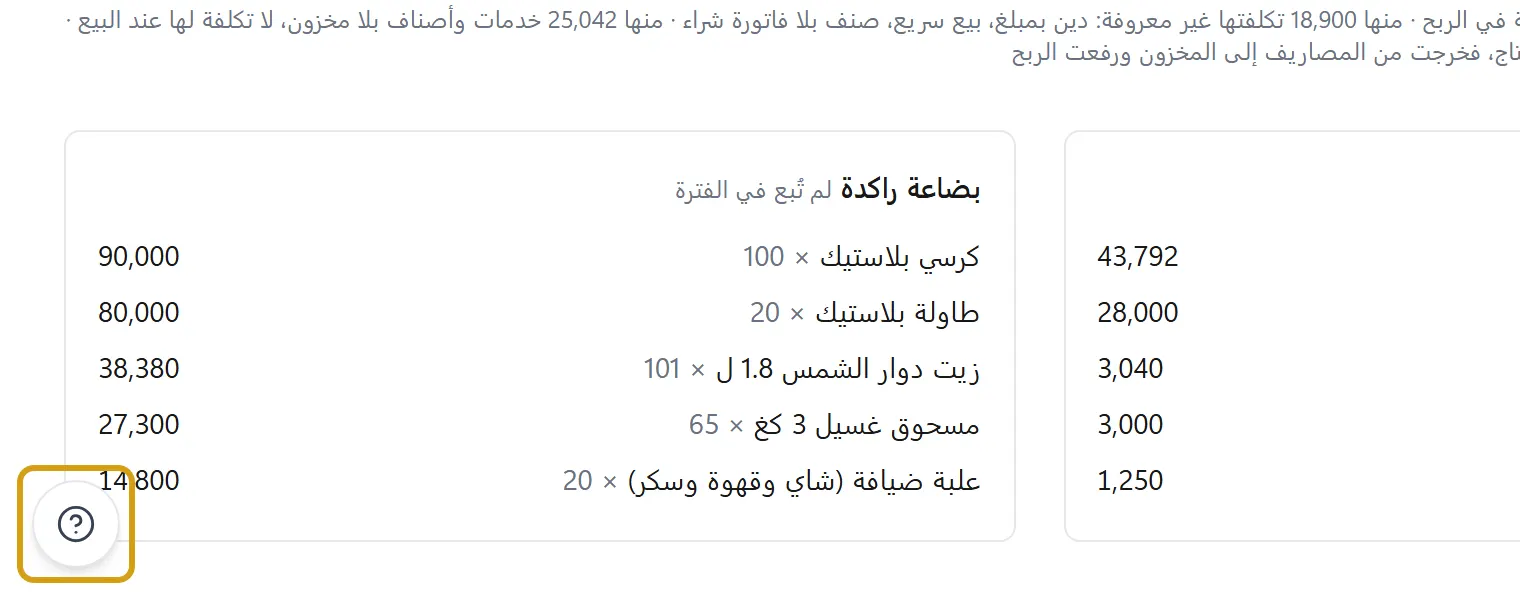 ة في الربح · منها 18,900 تكلفتها غير معروفة: دين بمبلغ، بيع سريع، صنف بلا فاتورة شراء · منها 25,042 خدمات وأصناف بلا مخزون، لا تكلفة لها عند البيع ·
تاج، فخرجت من المصاريف إلى المخزون ورفعت الربح
43,792
28,000
3,040
3,000
1,250
بضاعة راكدة لم تُبع في الفترة
كرسي بلاستيك × 100 90,000
طاولة بلاستيك × 20 80,000
زيت دوار الشمس 1.8 ل × 101 38,380
مسحوق غسيل 3 كغ × 65 27,300
علبة ضيافة (شاي وقهوة وسكر) × 20 14,800
?